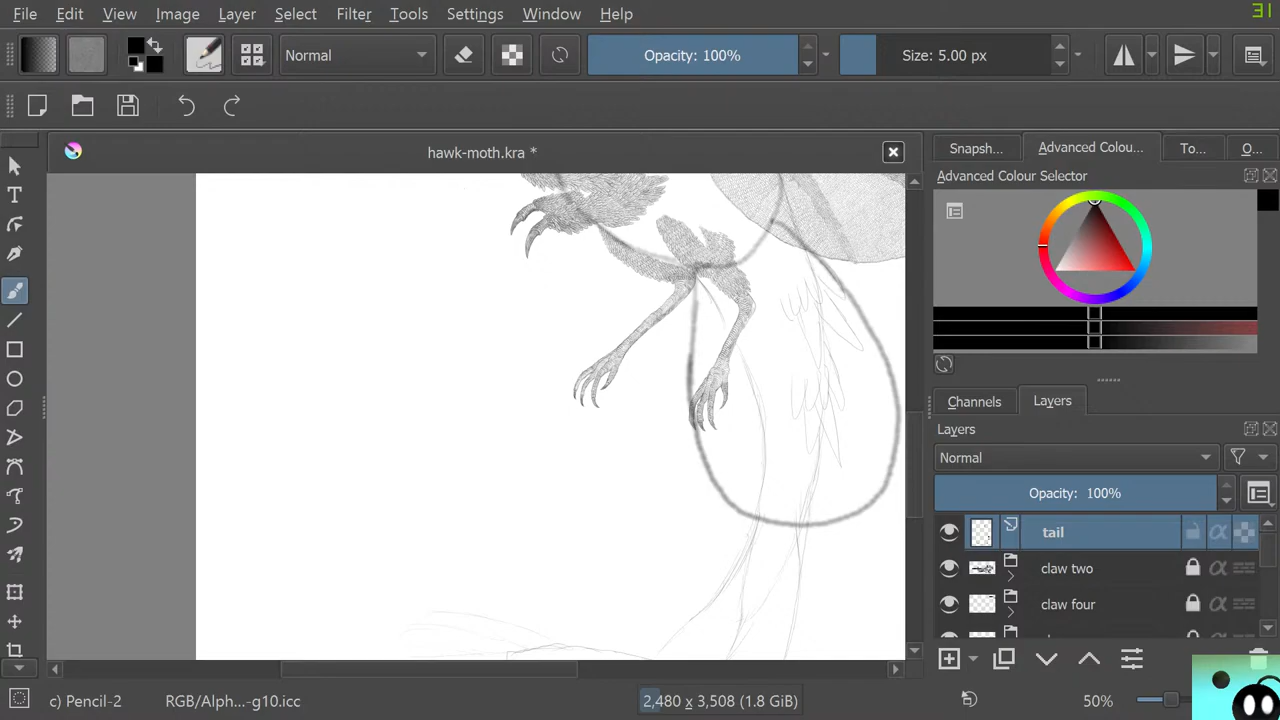 File Edit View Image Layer Select Filter Tools Settings Window Help
31
Normal Opacity: 100% Size: 5.00 px
hawk-moth.kra *
Snapsh... Advanced Colou... To... O...
Advanced Colour Selector
Channels Layers
Layers
Normal
Opacity: 100%
tail
claw two
claw four
c) Pencil-2 RGB/Alph...-g10.icc 2,480 x 3,508 (1.8 GiB) 50%